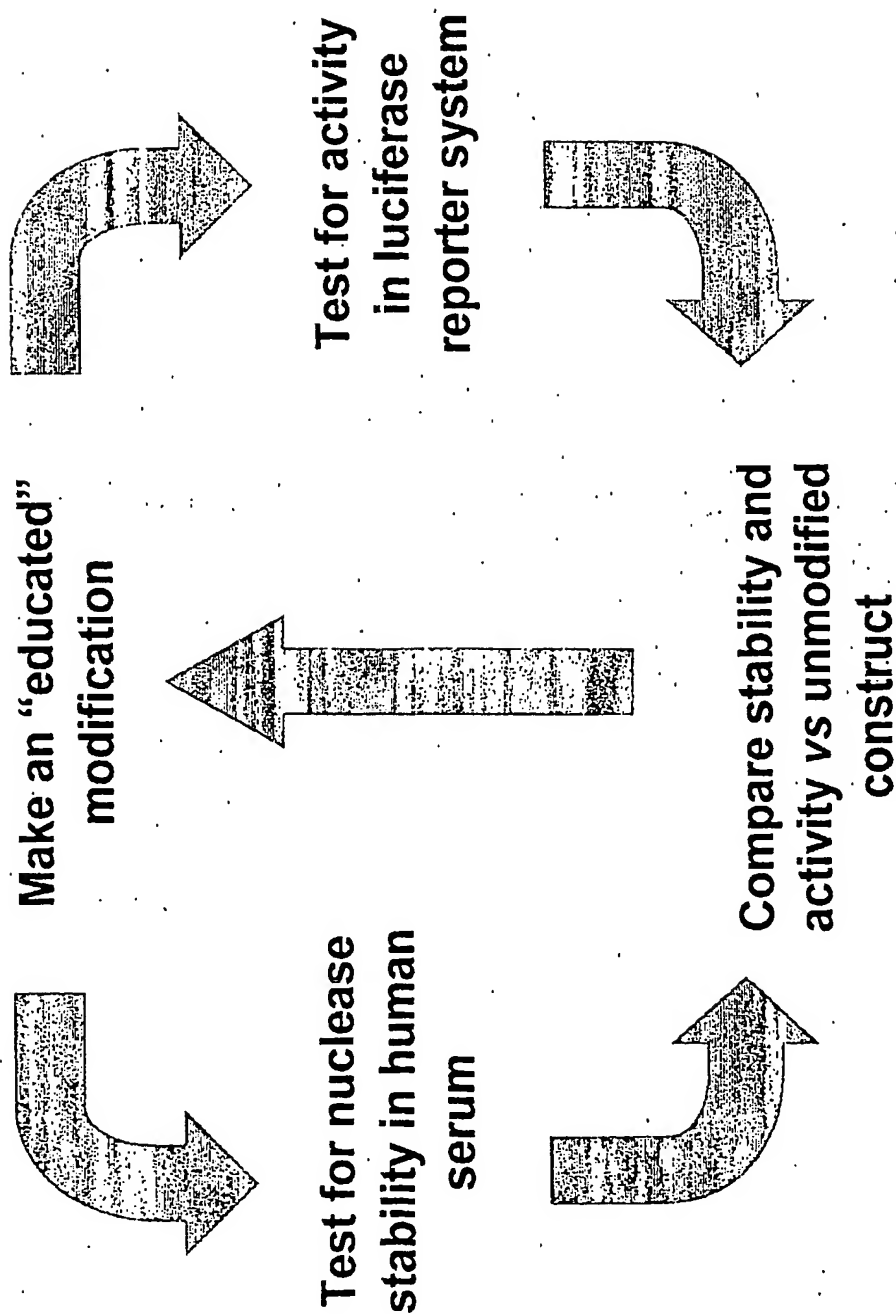 Make an “educated”
modification
Test for nuclease
stability in human
serum
Test for activity
in luciferase
reporter system
Compare stability and
activity vs unmodified
construct